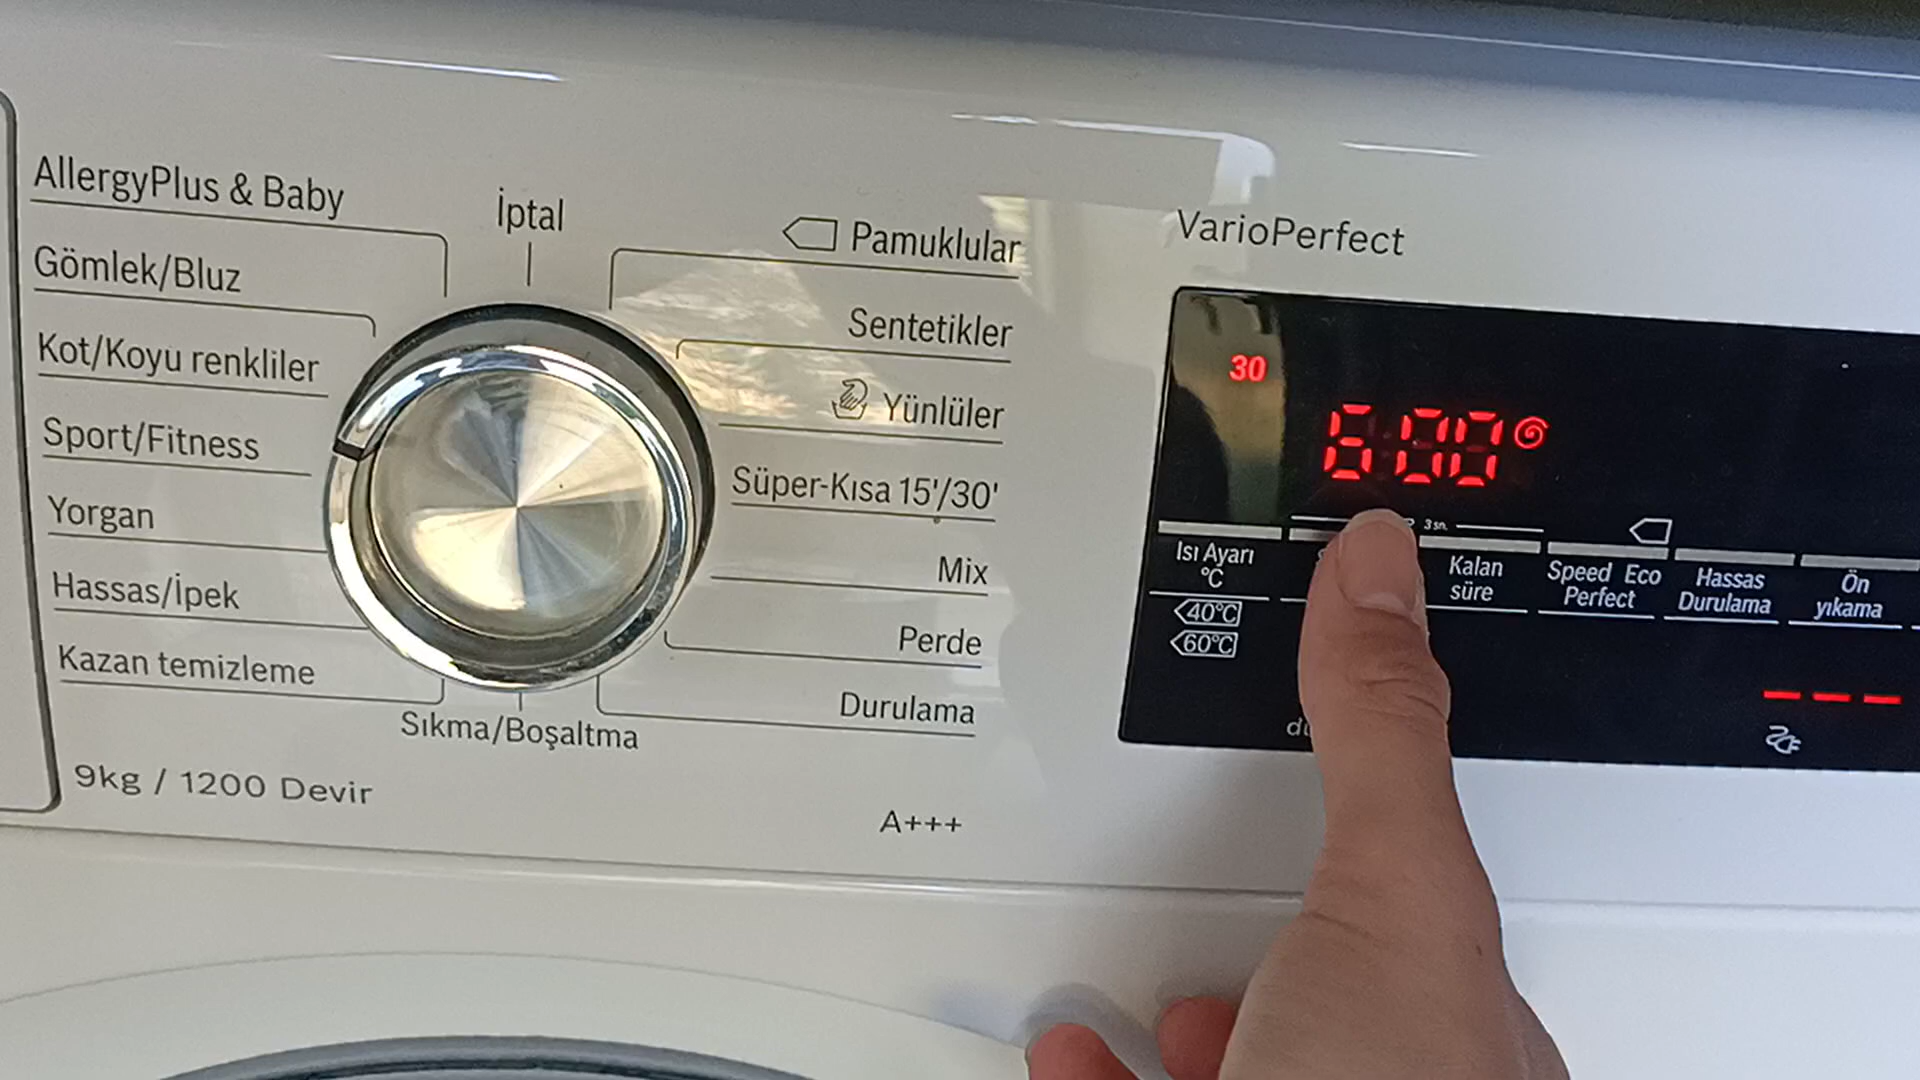 AllergyPlus & Baby
Gömlek/Bluz
Kot/Koyu renkliler
Sport/Fitness
Yorgan
Hassas/İpek
Kazan temizleme
İptal
Pamuklular
Sentetikler
Yünlüler
Süper-Kısa 15'/30'
Mix
Perde
Durulama
Sıkma/Boşaltma
9kg / 1200 Devir
A+++
VarioPerfect
30
600
3 sn.
Isı Ayarı
°C
40°C
60°C
Kalan
süre
Speed Eco
Perfect
Hassas
Durulama
Ön
yıkama
---